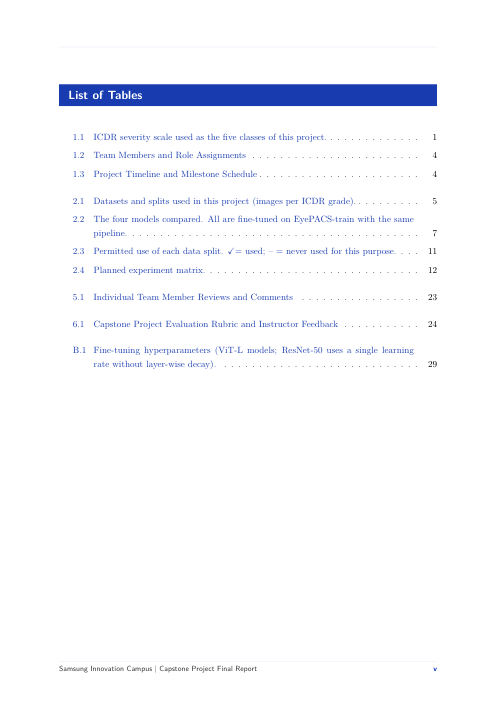 List of Tables
1.1 ICDR severity scale used as the five classes of this project. . . . . . . . . . . . . . 1
1.2 Team Members and Role Assignments . . . . . . . . . . . . . . . . . . . . . . . . 4
1.3 Project Timeline and Milestone Schedule . . . . . . . . . . . . . . . . . . . . . . . 4
2.1 Datasets and splits used in this project (images per ICDR grade). . . . . . . . . . 5
2.2 The four models compared. All are fine-tuned on EyePACS-train with the same
pipeline. . . . . . . . . . . . . . . . . . . . . . . . . . . . . . . . . . . . . . . . . . 7
2.3 Permitted use of each data split. ✓= used; – = never used for this purpose. . . . 11
2.4 Planned experiment matrix. . . . . . . . . . . . . . . . . . . . . . . . . . . . . . . 12
5.1 Individual Team Member Reviews and Comments . . . . . . . . . . . . . . . . . 23
6.1 Capstone Project Evaluation Rubric and Instructor Feedback . . . . . . . . . . . 24
B.1 Fine-tuning hyperparameters (ViT-L models; ResNet-50 uses a single learning
rate without layer-wise decay). . . . . . . . . . . . . . . . . . . . . . . . . . . . . 29
Samsung Innovation Campus | Capstone Project Final Report v